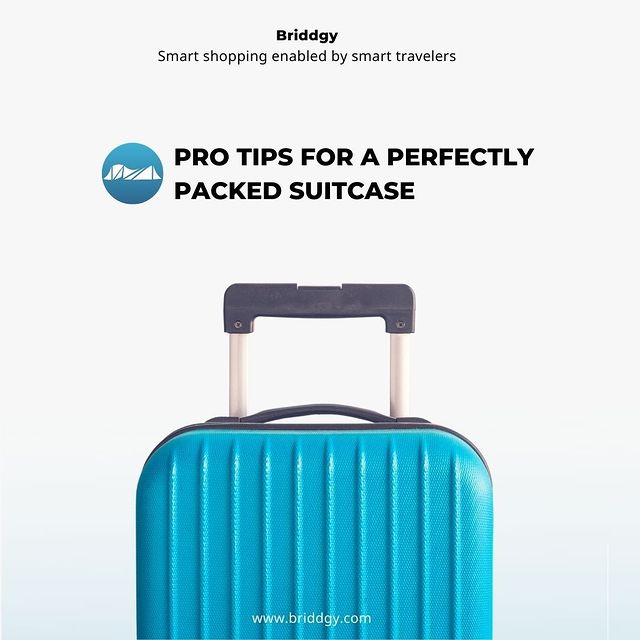 Briddgy
Smart shopping enabled by smart travelers
PRO TIPS FOR A PERFECTLY
PACKED SUITCASE
www.briddgy.com